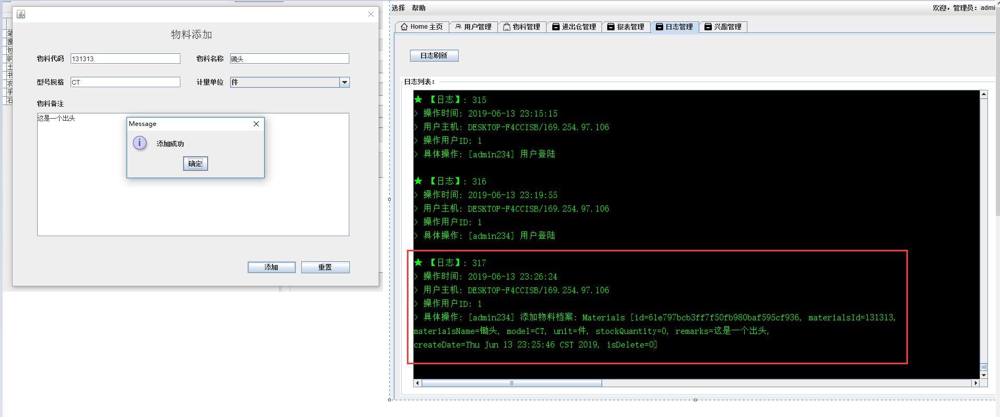 物料添加
物料代码 131313 物料名称 锄头
型号规格 CT 计量单位 件
物料备注
这是一个出头
Message
添加成功
确定
添加 重置
选择 帮助
欢迎，管理员：admi
Home 主页 用户管理 物料管理 进出仓管理 报表管理 日志管理 兴趣管理
日志刷新
日志列表：
★ 【日志】: 315
> 操作时间: 2019-06-13 23:15:15
> 用户主机: DESKTOP-F4CCISB/169.254.97.106
> 操作用户ID: 1
> 具体操作: [admin234] 用户登陆
★ 【日志】: 316
> 操作时间: 2019-06-13 23:19:55
> 用户主机: DESKTOP-F4CCISB/169.254.97.106
> 操作用户ID: 1
> 具体操作: [admin234] 用户登陆
★ 【日志】: 317
> 操作时间: 2019-06-13 23:26:24
> 用户主机: DESKTOP-F4CCISB/169.254.97.106
> 操作用户ID: 1
> 具体操作: [admin234] 添加物料档案: Materials [id=61e797bcb3ff7f50fb980baf595cf936, materialsId=131313,
materialsName=锄头, model=CT, unit=件, stockQuantity=0, remarks=这是一个出头,
createDate=Thu Jun 13 23:25:46 CST 2019, isDelete=0]